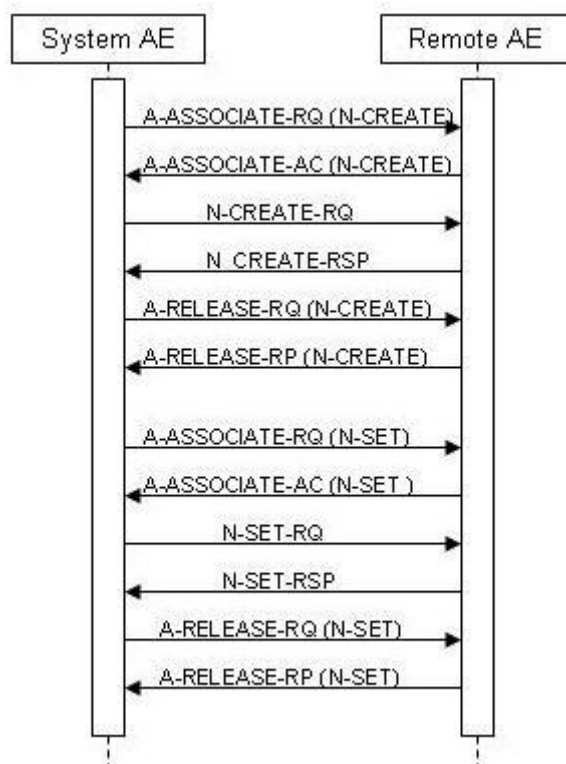 System AE
Remote AE
A-ASSOCIATE-RQ (N-CREATE)
A-ASSOCIATE-AC (N-CREATE)
N-CREATE-RQ
N CREATE-RSP
A-RELEASE-RQ (N-CREATE)
A-RELEASE-RP (N-CREATE)
A-ASSOCIATE-RQ (N-SET)
A-ASSOCIATE-AC (N-SET )
N-SET-RQ
N-SET-RSP
A-RELEASE-RQ (N-SET)
A-RELEASE-RP (N-SET)